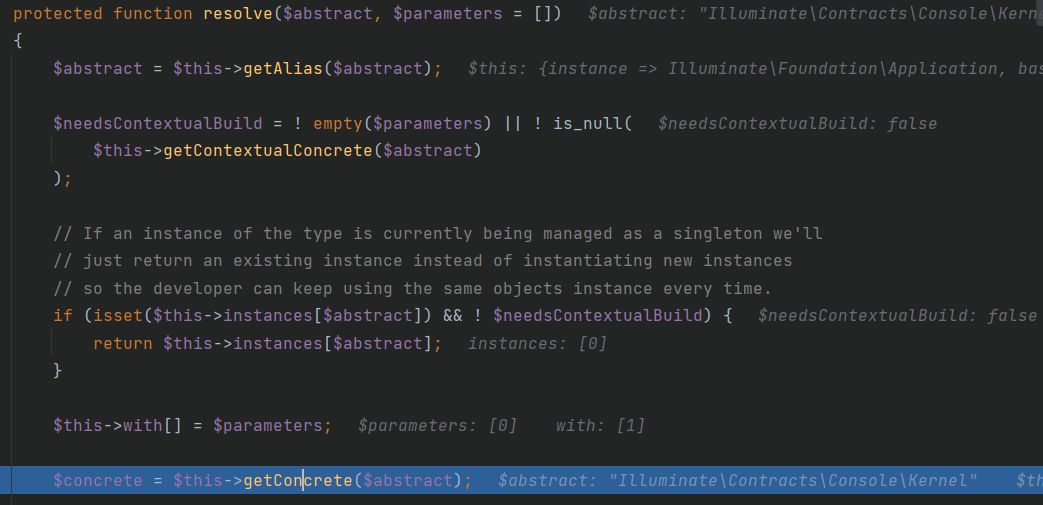 protected function resolve($abstract, $parameters = [])   $abstract: "Illuminate\Contracts\Console\Kerne
{
    $abstract = $this->getAlias($abstract);   $this: {instance => Illuminate\Foundation\Application, bas
    $needsContextualBuild = ! empty($parameters) || ! is_null(   $needsContextualBuild: false
        $this->getContextualConcrete($abstract)
    );
    // If an instance of the type is currently being managed as a singleton we'll
    // just return an existing instance instead of instantiating new instances
    // so the developer can keep using the same objects instance every time.
    if (isset($this->instances[$abstract]) && ! $needsContextualBuild) {   $needsContextualBuild: false
        return $this->instances[$abstract];   instances: [0]
    }
    $this->with[] = $parameters;   $parameters: [0]    with: [1]
    $concrete = $this->getConcrete($abstract);   $abstract: "Illuminate\Contracts\Console\Kernel"    $th